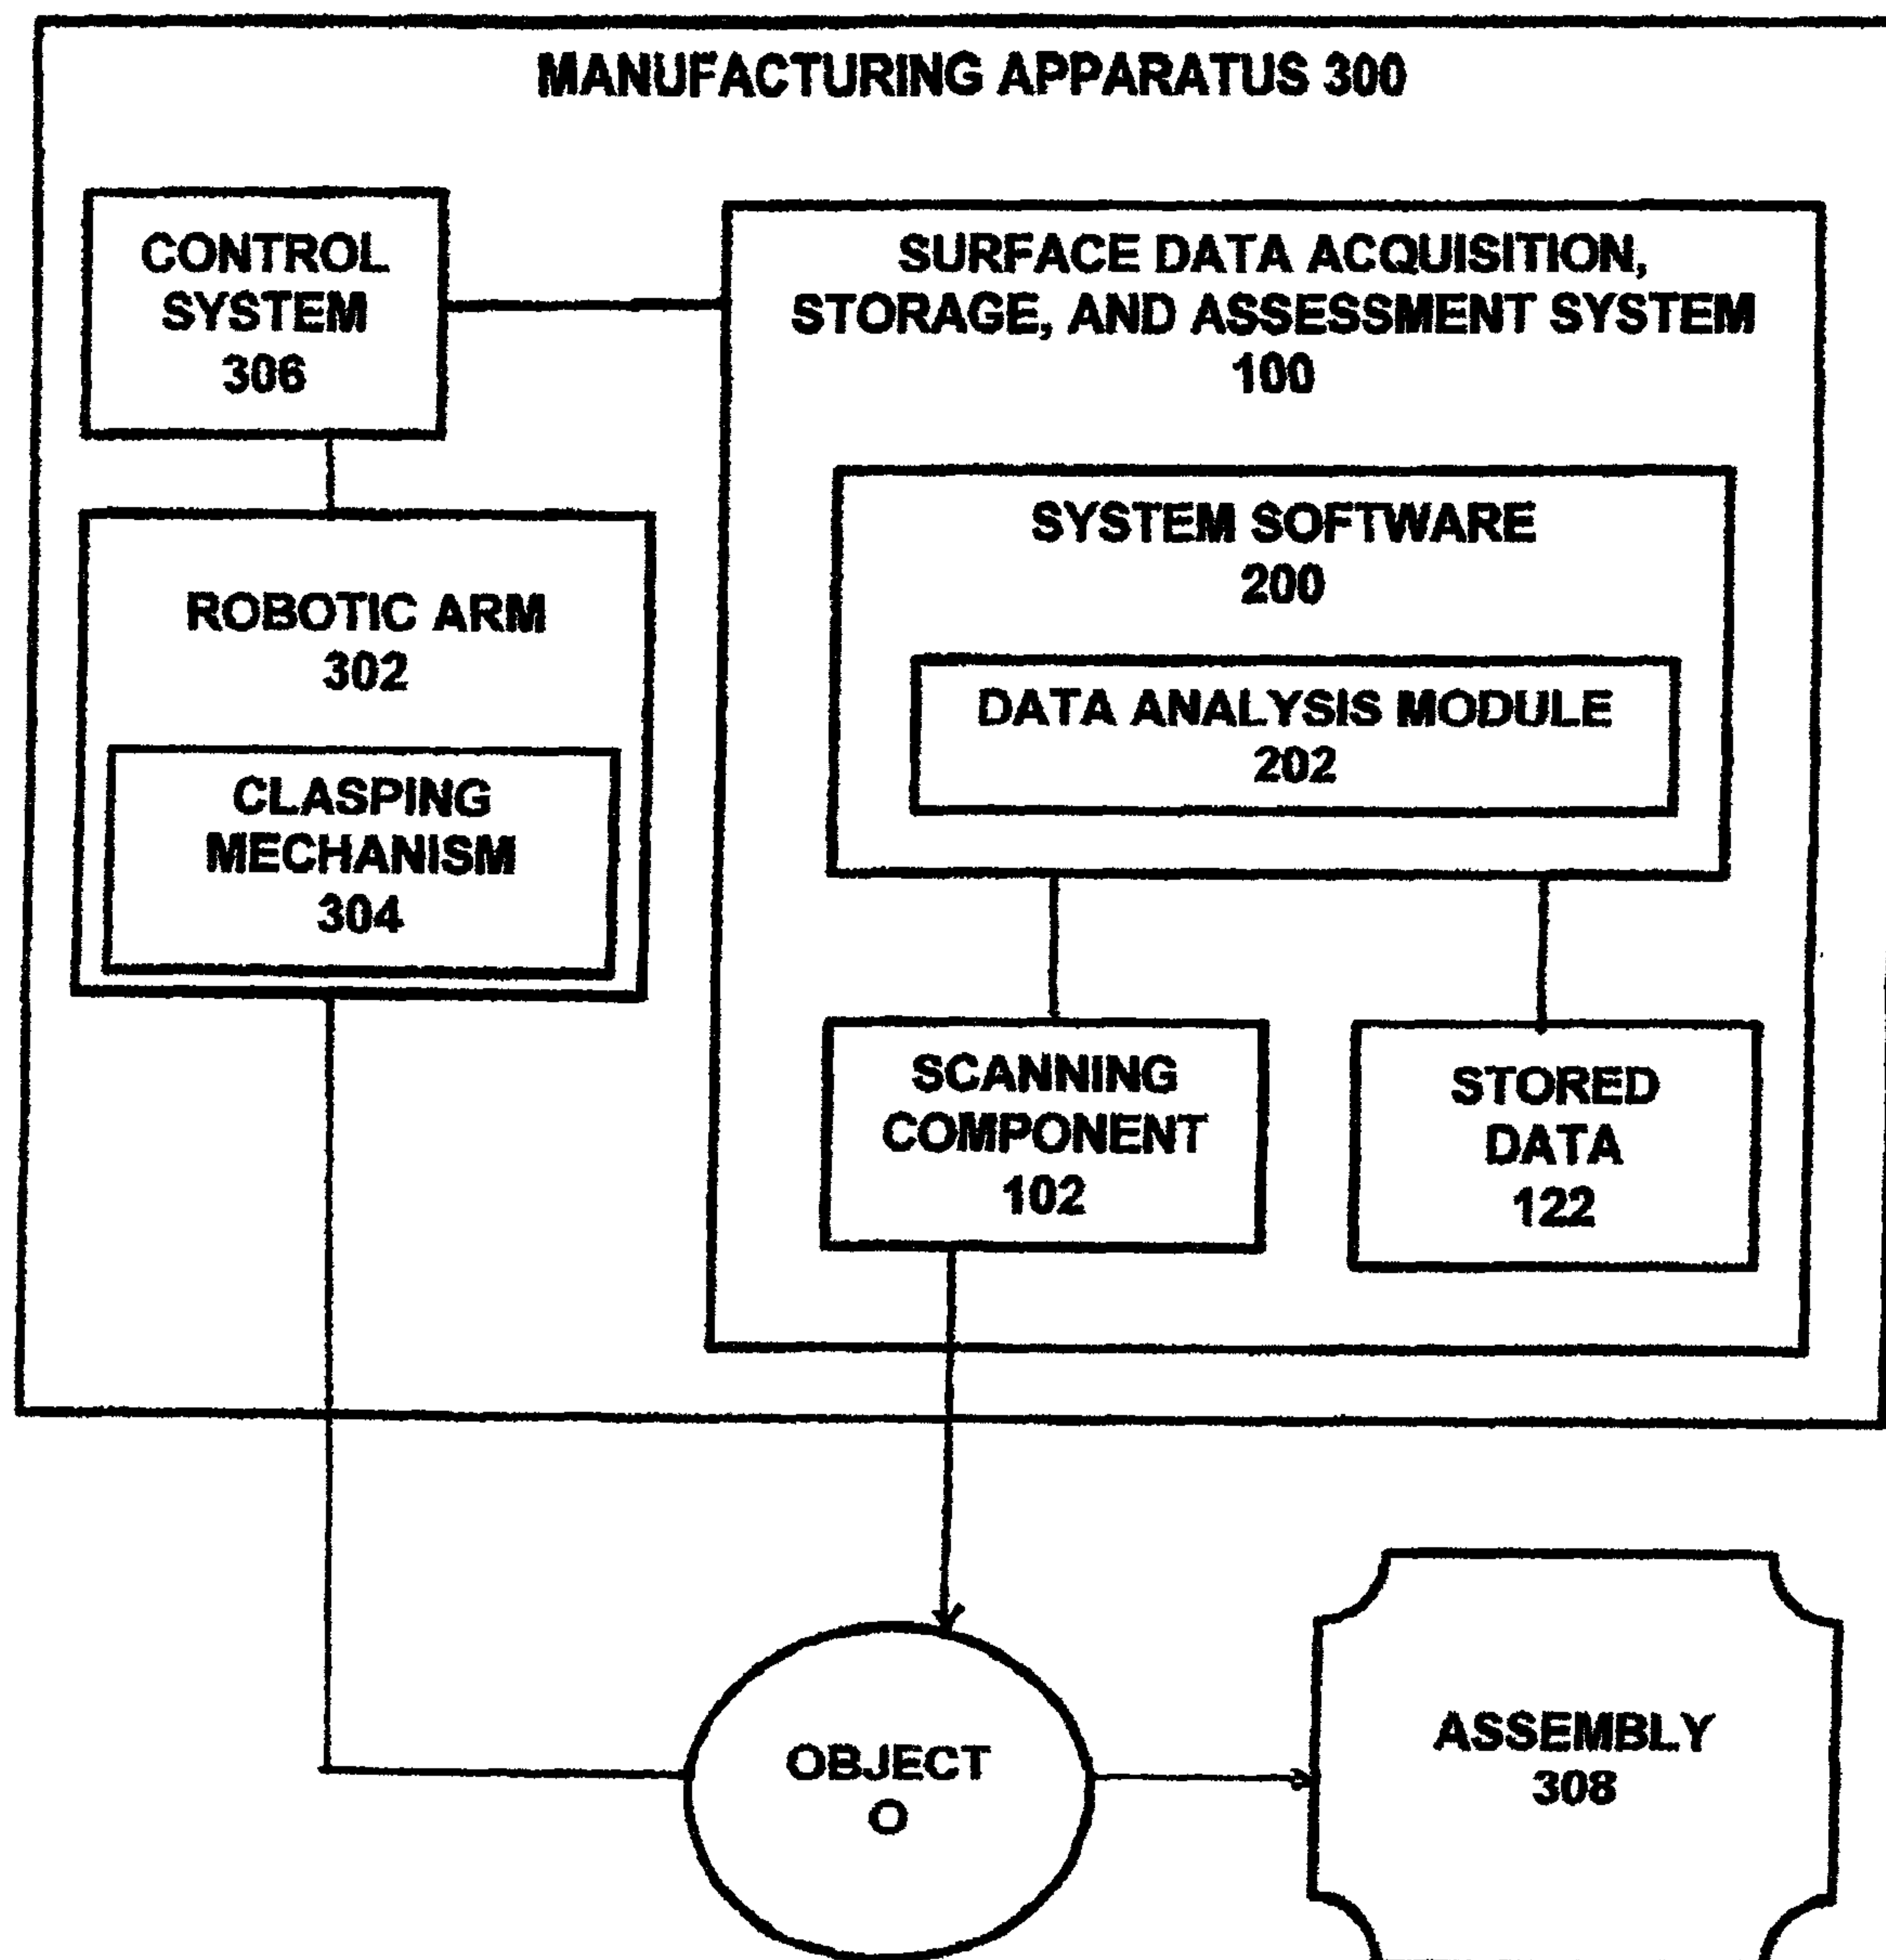 MANUFACTURING APPARATUS 300
CONTROL
SYSTEM
306
SURFACE DATA ACQUISITION,
STORAGE, AND ASSESSMENT SYSTEM
100
SYSTEM SOFTWARE
200
ROBOTIC ARM
302
DATA ANALYSIS MODULE
202
CLASPING
MECHANISM
304
SCANNING
COMPONENT
102
STORED
DATA
122
OBJECT
O
ASSEMBLY
308